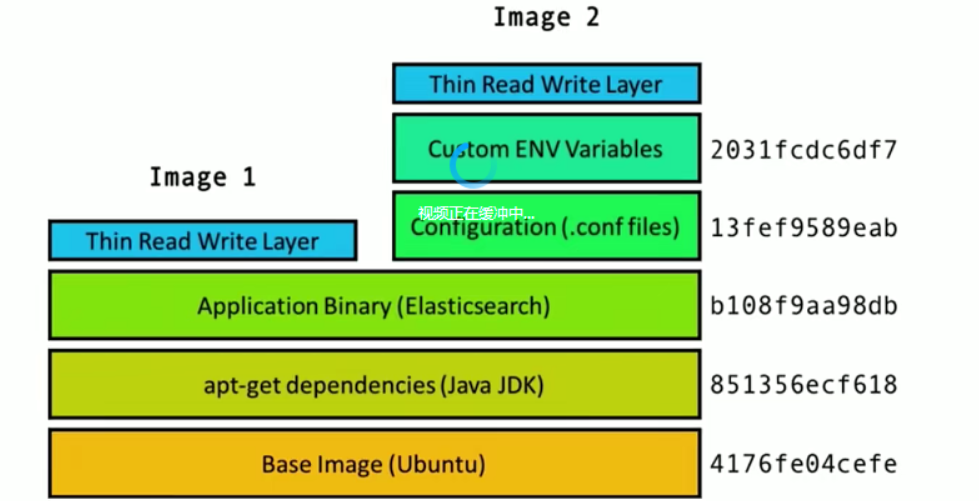 Image 2
Thin Read Write Layer
Custom ENV Variables
2031fcdc6df7
Image 1
视频正在缓冲中...
Thin Read Write Layer
Configuration (.conf files)
13fef9589eab
Application Binary (Elasticsearch)
b108f9aa98db
apt-get dependencies (Java JDK)
851356ecf618
Base Image (Ubuntu)
4176fe04cefe